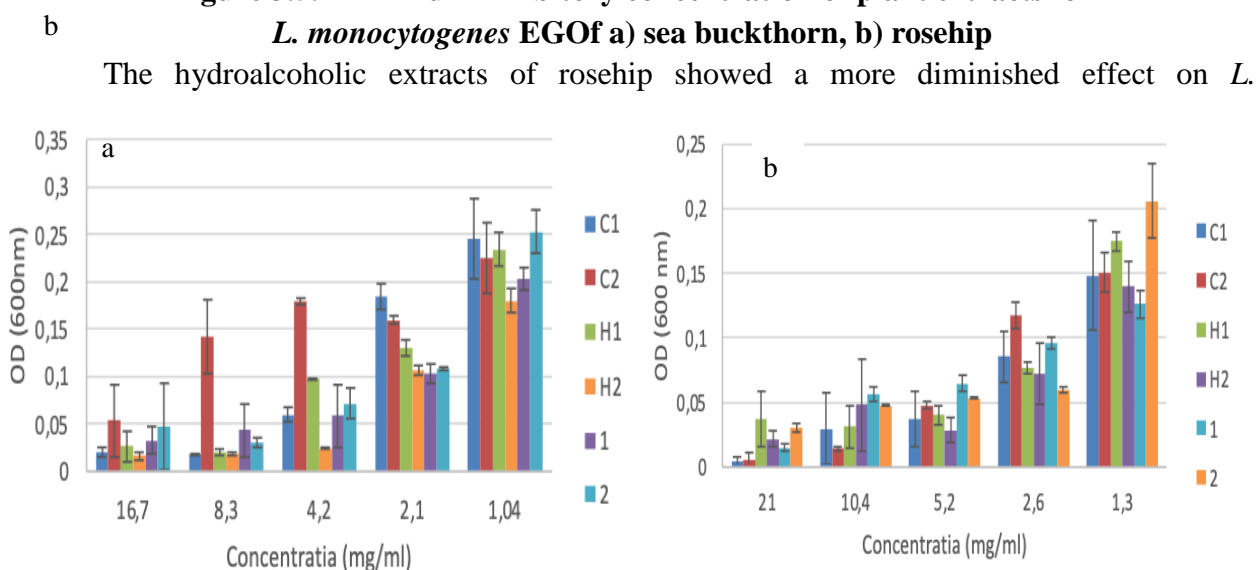 concentration of plant extracts
b
L. monocytogenes EGOf a) sea buckthorn, b) rosehip
The hydroalcoholic extracts of rosehip showed a more diminished effect on L.
a
OD (600nm)
0,35
0,3
0,25
0,2
0,15
0,1
0,05
0
16,7 8,3 4,2 2,1 1,04
Concentratia (mg/ml)
C1
C2
H1
H2
1
2
b
OD (600 nm)
0,25
0,2
0,15
0,1
0,05
0
21 10,4 5,2 2,6 1,3
Concentratia (mg/ml)
C1
C2
H1
H2
1
2